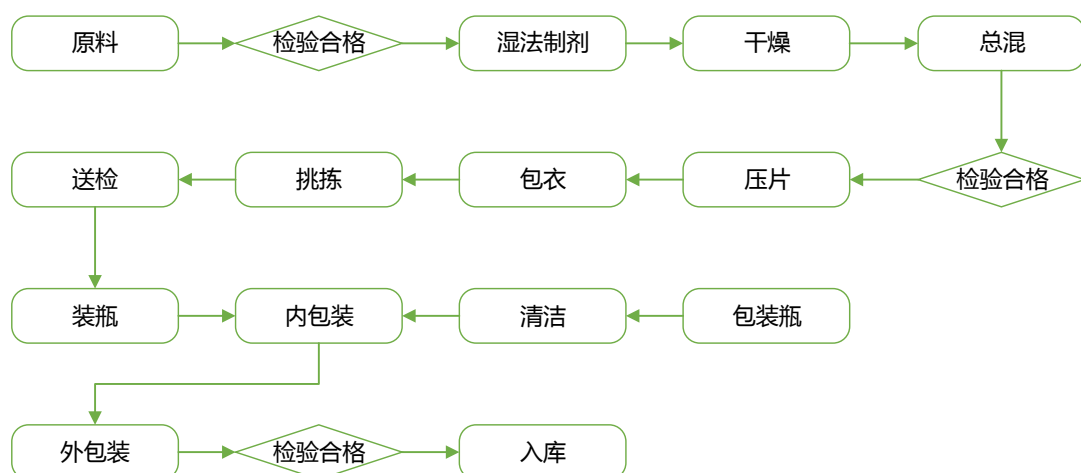 原料
检验合格
湿法制剂
干燥
总混
送检
挑拣
包衣
压片
检验合格
装瓶
内包装
清洁
包装瓶
外包装
检验合格
入库